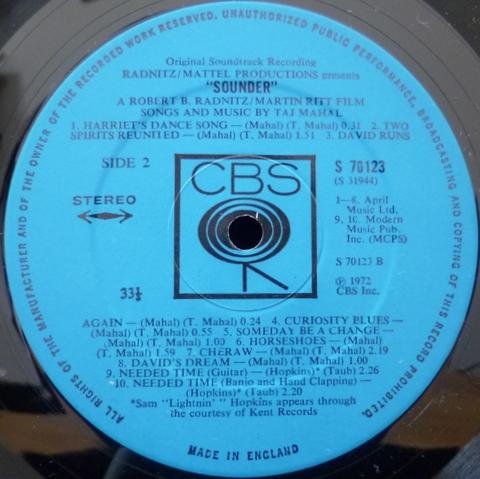 ALL RIGHTS OF THE MANUFACTURER AND OF THE OWNER OF THE RECORDED WORK RESERVED. UNAUTHORIZED PUBLIC PERFORMANCE, BROADCASTING AND COPYING OF THIS RECORD PROHIBITED.
Original Soundtrack Recording
RADNITZ/MATTEL PRODUCTIONS presents
"SOUNDER"
A ROBERT B. RADNITZ/MARTIN RITT FILM
SONGS AND MUSIC BY TAJ MAHAL
1. HARRIET'S DANCE SONG — (Mahal) (T. Mahal) 0.31 2. TWO
SPIRITS REUNITED — (Mahal) (T. Mahal) 1.51 3. DAVID RUNS
SIDE 2
STEREO
33⅓
CBS
S 70123
(S 31944)
1—8. April
Music Ltd.
9, 10. Modern
Music Pub.
Inc. (MCPS)
S 70123 B
℗ 1972
CBS Inc.
AGAIN — (Mahal) (T. Mahal) 0.24 4. CURIOSITY BLUES —
(Mahal) (T. Mahal) 0.55 5. SOMEDAY BE A CHANGE —
(Mahal) (T. Mahal) 1.00 6. HORSESHOES — (Mahal)
(T. Mahal) 1.59 7. CHERAW — (Mahal) (T. Mahal) 2.19
8. DAVID'S DREAM — (Mahal) (T. Mahal) 1.00
9. NEEDED TIME (Guitar) — (Hopkins)* (Taub) 2.26
10. NEEDED TIME (Banjo and Hand Clapping) —
(Hopkins)* (Taub) 2.20
*Sam "Lightnin' " Hopkins appears through
the courtesy of Kent Records
MADE IN ENGLAND